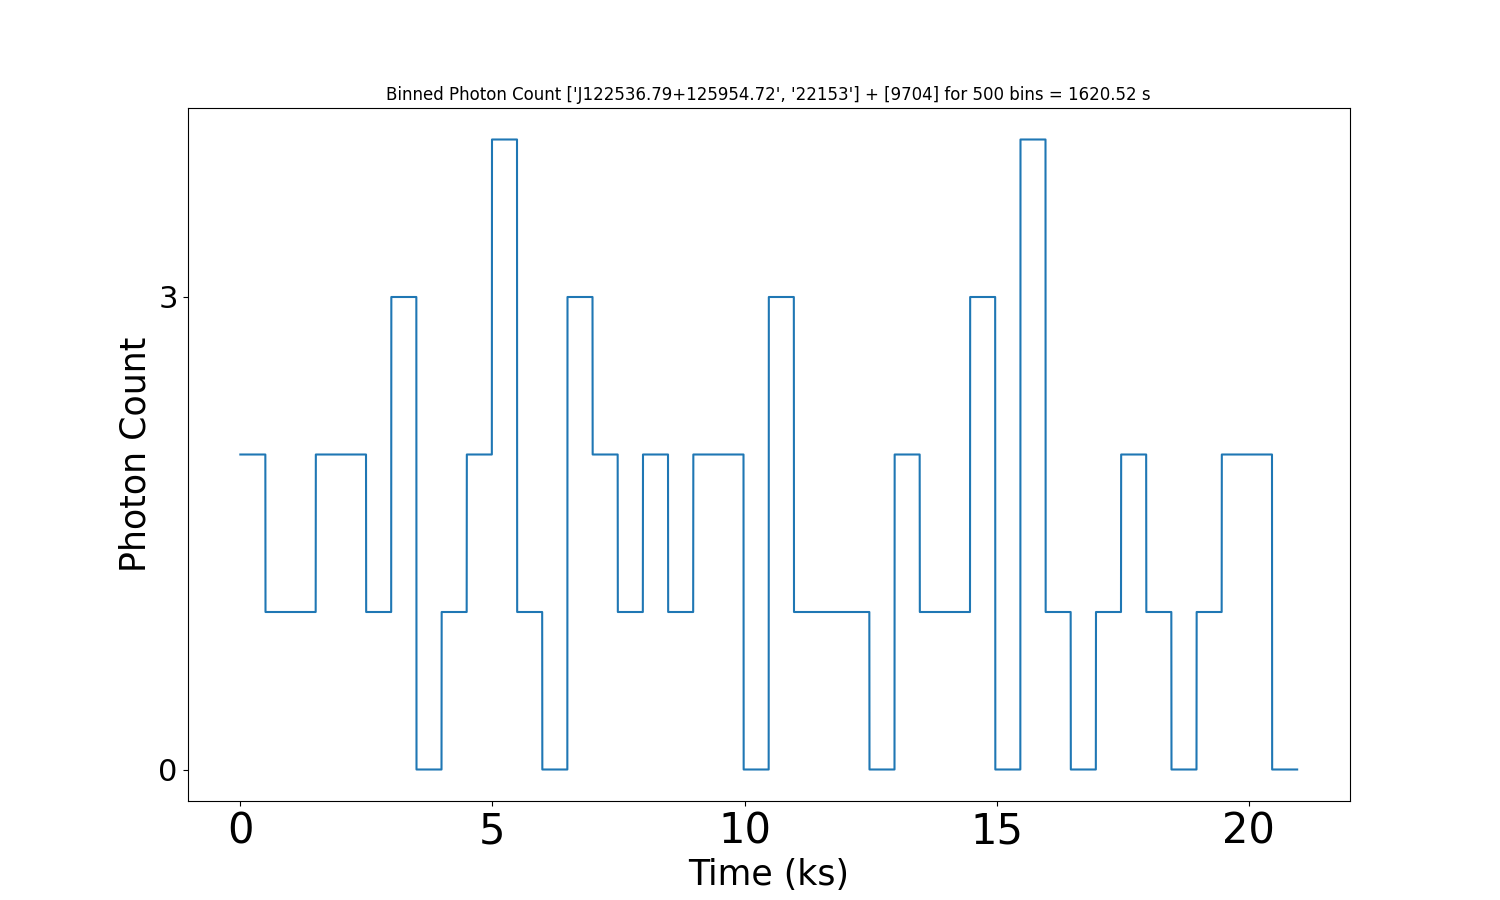 Binned Photon Count ['J122536.79+125954.72', '22153'] + [9704] for 500 bins = 1620.52 s
Photon Count
3
0
0 5 10 15 20
Time (ks)